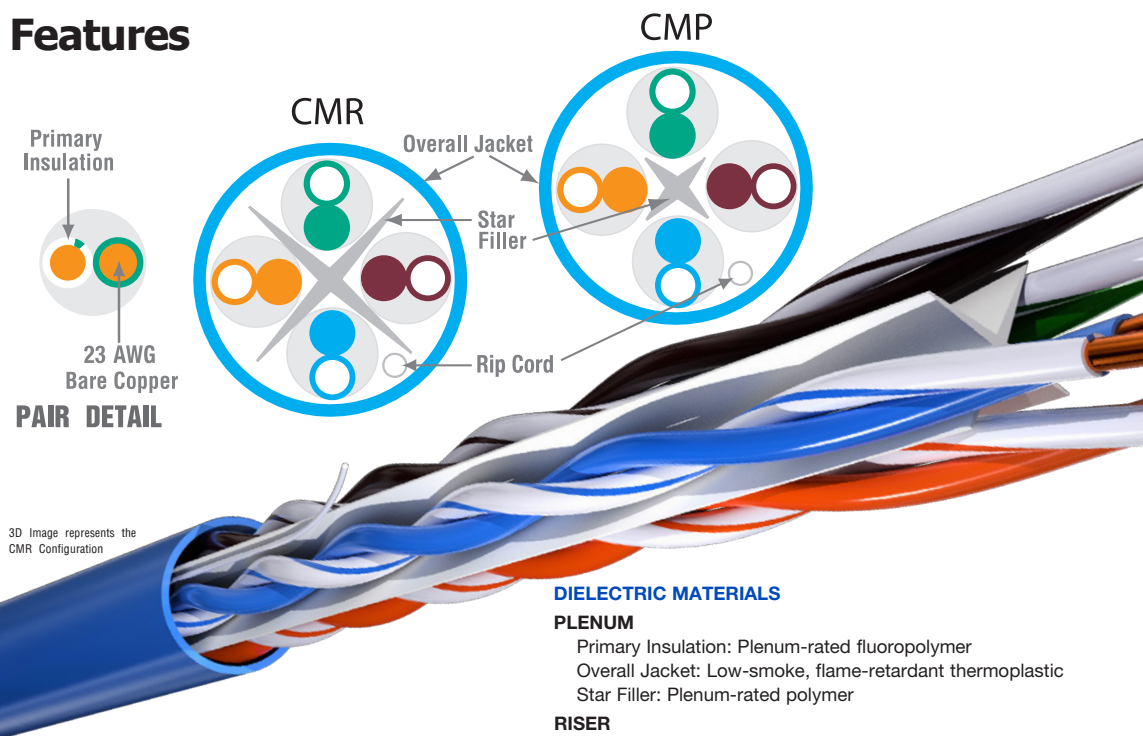 Features
CMP
CMR
Primary
Insulation
Overall Jacket
Star
Filler
23 AWG
Bare Copper
Rip Cord
PAIR DETAIL
3D Image represents the
CMR Configuration
DIELECTRIC MATERIALS
PLENUM
Primary Insulation: Plenum-rated fluoropolymer
Overall Jacket: Low-smoke, flame-retardant thermoplastic
Star Filler: Plenum-rated polymer
RISER